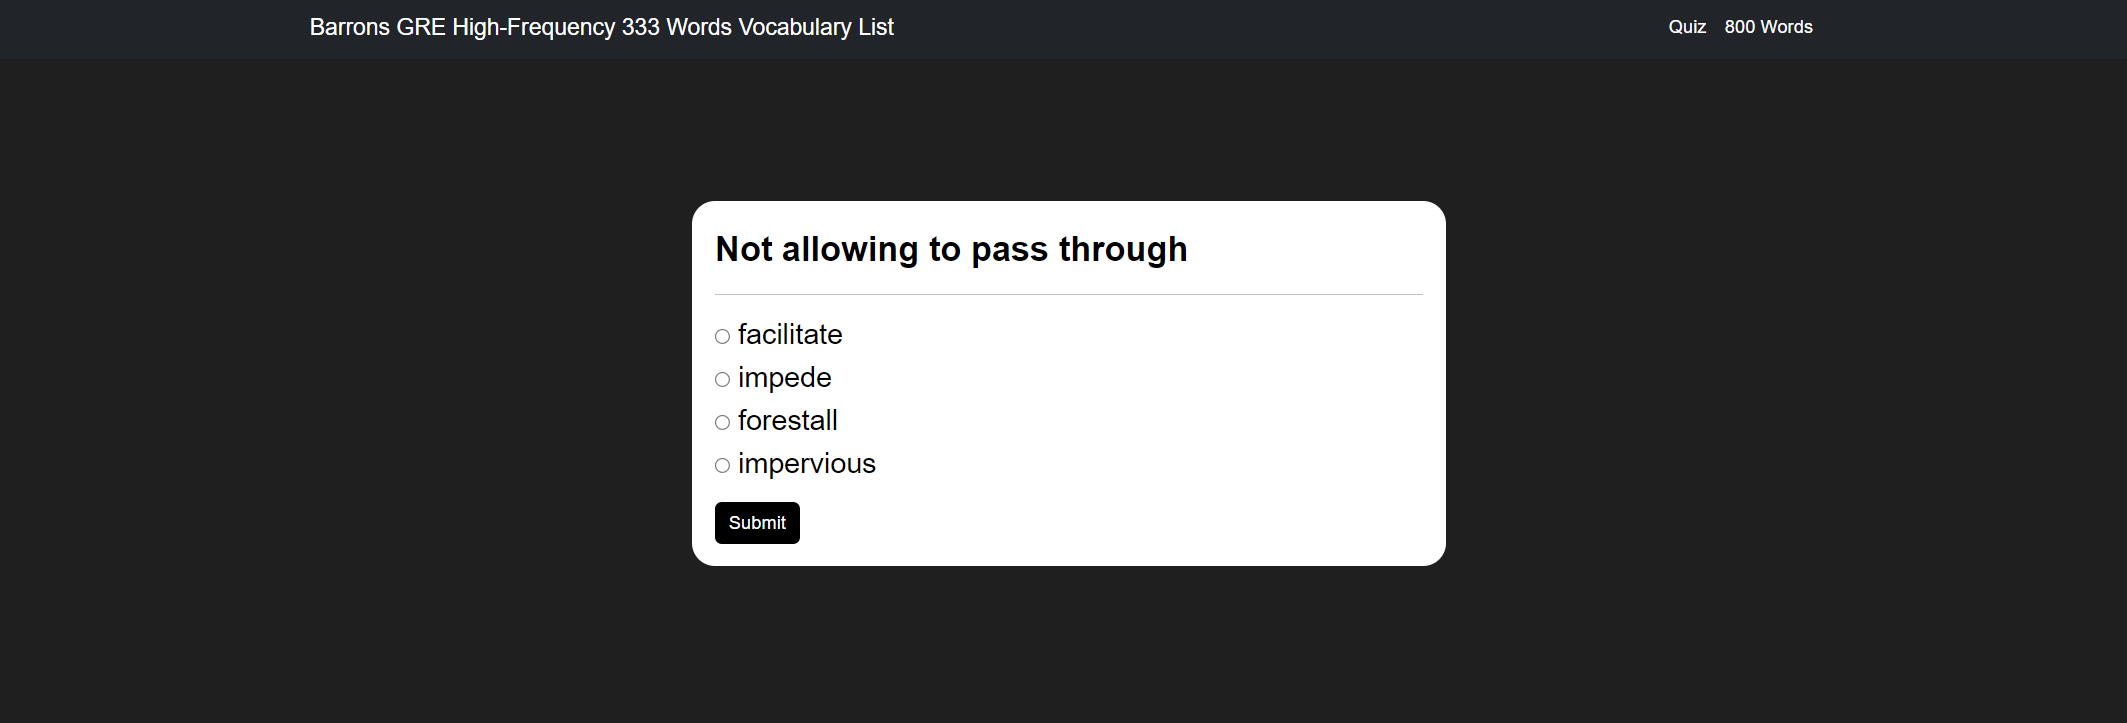 Barrons GRE High-Frequency 333 Words Vocabulary List
Quiz 800 Words
Not allowing to pass through
facilitate
impede
forestall
impervious
Submit